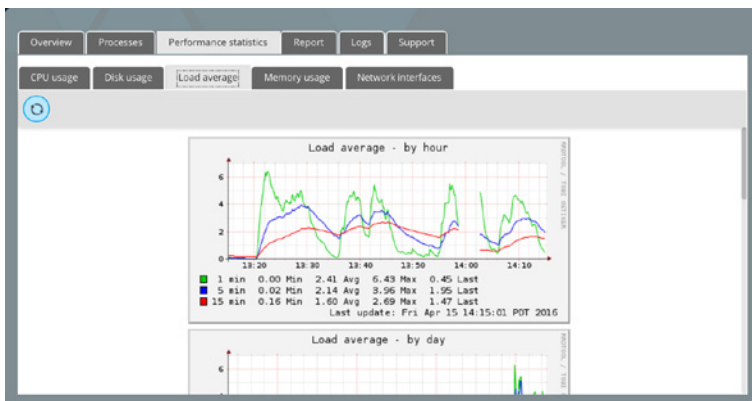 Overview Processes Performance statistics Report Logs Support
CPU usage Disk usage Load average Memory usage Network interfaces
Load average - by hour
6
4
2
0
13:20 13:30 13:40 13:50 14:00 14:10
1 min 0.00 Min 2.41 Avg 6.43 Max 0.45 Last
5 min 0.02 Min 2.14 Avg 3.96 Max 1.95 Last
15 min 0.16 Min 1.60 Avg 2.69 Max 1.47 Last
Last update: Fri Apr 15 14:15:01 PDT 2016
Load average - by day
6
4